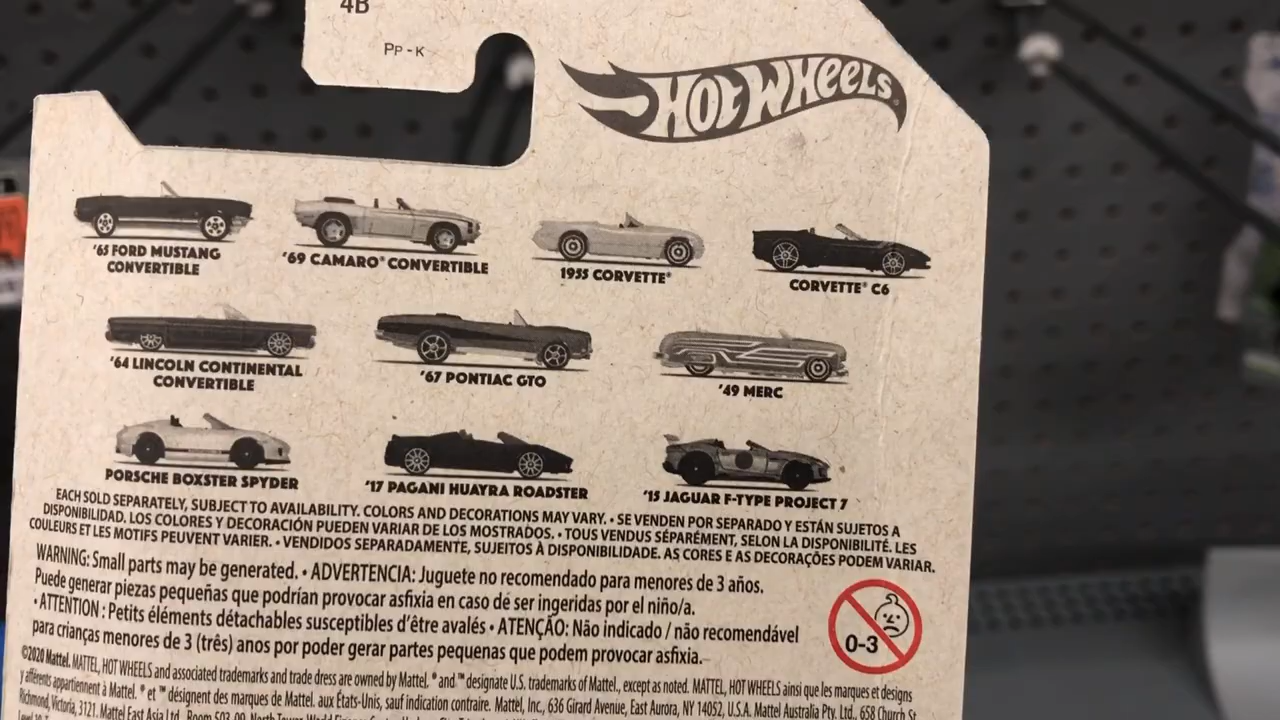 4B
PP-K
HOT WHEELS
'65 FORD MUSTANG
CONVERTIBLE
'69 CAMARO® CONVERTIBLE
1955 CORVETTE®
CORVETTE® C6
'64 LINCOLN CONTINENTAL
CONVERTIBLE
'67 PONTIAC GTO
'49 MERC
PORSCHE BOXSTER SPYDER
'17 PAGANI HUAYRA ROADSTER
'15 JAGUAR F-TYPE PROJECT 7
EACH SOLD SEPARATELY, SUBJECT TO AVAILABILITY. COLORS AND DECORATIONS MAY VARY. • SE VENDEN POR SEPARADO Y ESTÁN SUJETOS A
DISPONIBILIDAD. LOS COLORES Y DECORACIÓN PUEDEN VARIAR DE LOS MOSTRADOS. • TOUS VENDUS SÉPARÉMENT, SELON LA DISPONIBILITÉ. LES
COULEURS ET LES MOTIFS PEUVENT VARIER. • VENDIDOS SEPARADAMENTE, SUJEITOS À DISPONIBILIDADE. AS CORES E AS DECORAÇÕES PODEM VARIAR.
WARNING: Small parts may be generated. • ADVERTENCIA: Juguete no recomendado para menores de 3 años.
Puede generar piezas pequeñas que podrían provocar asfixia en caso de ser ingeridas por el niño/a.
• ATTENTION : Petits éléments détachables susceptibles d'être avalés • ATENÇÃO: Não indicado / não recomendável
para crianças menores de 3 (três) anos por poder gerar partes pequenas que podem provocar asfixia.
0-3
©2020 Mattel. MATTEL, HOT WHEELS and associated trademarks and trade dress are owned by Mattel. ® and ™ designate U.S. trademarks of Mattel, except as noted. MATTEL, HOT WHEELS ainsi que les marques et designs
y afférents appartiennent à Mattel. ® et ™ désignent des marques de Mattel. aux États-Unis, sauf indication contraire. Mattel, Inc., 636 Girard Avenue, East Aurora, NY 14052, U.S.A. Mattel Australia Pty. Ltd., 658 Church St.
Richmond, Victoria, 3121. Mattel East Asia Ltd., Room 503-09, North Tower, World